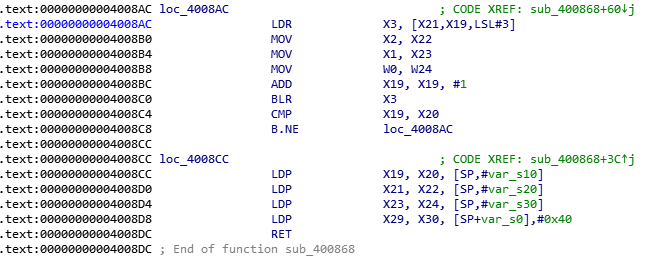 .text:00000000004008AC loc_4008AC ; CODE XREF: sub_400868+60↓j
.text:00000000004008AC LDR X3, [X21,X19,LSL#3]
.text:00000000004008B0 MOV X2, X22
.text:00000000004008B4 MOV X1, X23
.text:00000000004008B8 MOV W0, W24
.text:00000000004008BC ADD X19, X19, #1
.text:00000000004008C0 BLR X3
.text:00000000004008C4 CMP X19, X20
.text:00000000004008C8 B.NE loc_4008AC
.text:00000000004008CC
.text:00000000004008CC loc_4008CC ; CODE XREF: sub_400868+3C↑j
.text:00000000004008CC LDP X19, X20, [SP,#var_s10]
.text:00000000004008D0 LDP X21, X22, [SP,#var_s20]
.text:00000000004008D4 LDP X23, X24, [SP,#var_s30]
.text:00000000004008D8 LDP X29, X30, [SP+var_s0],#0x40
.text:00000000004008DC RET
.text:00000000004008DC ; End of function sub_400868